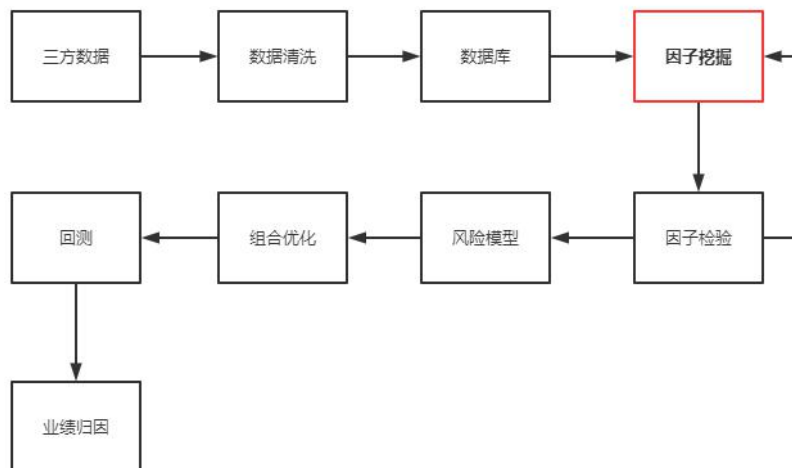 三方数据
数据清洗
数据库
因子挖掘
回测
组合优化
风险模型
因子检验
业绩归因